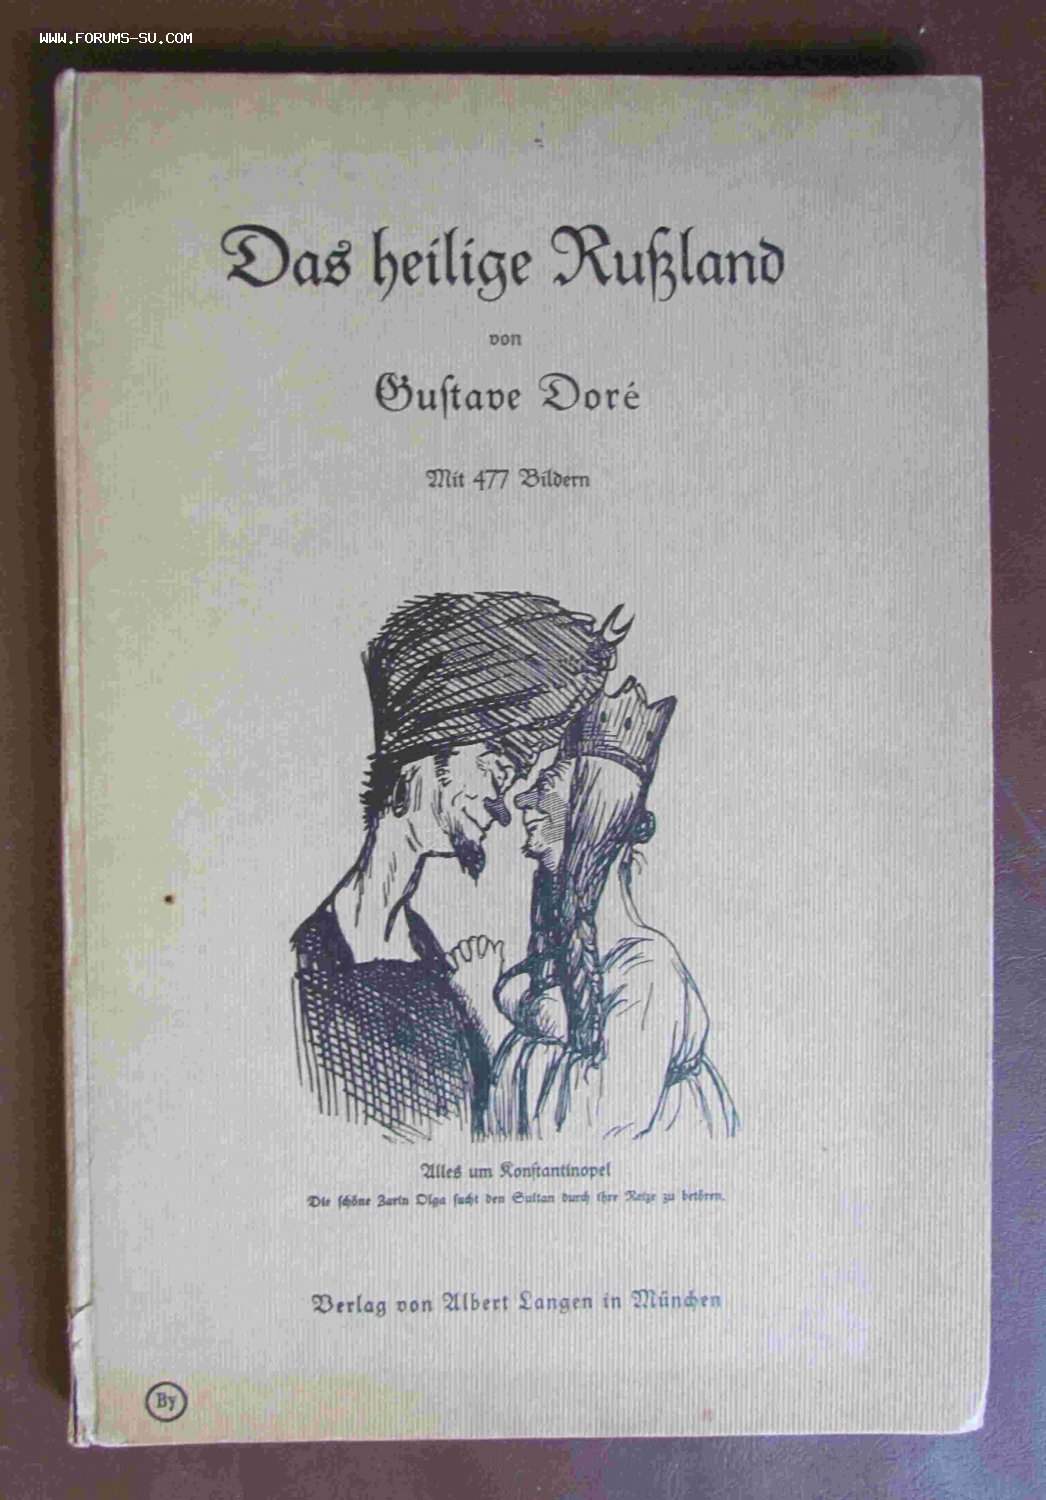 WWW.FORUMS-SU.COM
Das heilige Rußland
von
Gustave Doré
Mit 477 Bildern
Alles um Konstantinopel
Die schöne Zarin Olga sucht den Sultan durch ihre Reize zu betören.
Verlag von Albert Langen in München
By